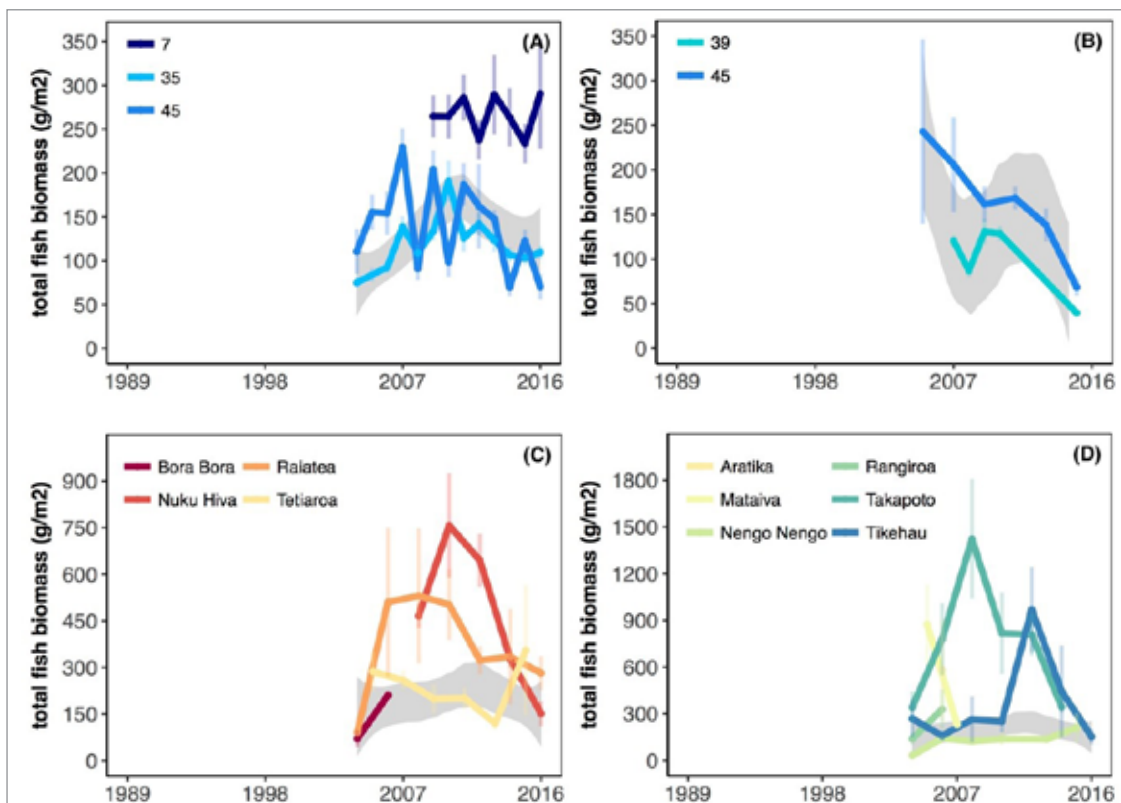 (A)
total fish biomass (g/m2)
350
300
250
200
150
100
50
0
7
35
45
1989 1998 2007 2016
(B)
total fish biomass (g/m2)
350
300
250
200
150
100
50
0
39
45
1989 1998 2007 2016
(C)
total fish biomass (g/m2)
900
750
600
450
300
150
0
Bora Bora Raiatea
Nuku Hiva Tetiaroa
1989 1998 2007 2016
(D)
total fish biomass (g/m2)
1800
1500
1200
900
600
300
0
Aratika Rangiroa
Mataiva Takapoto
Nengo Nengo Tikehau
1989 1998 2007 2016